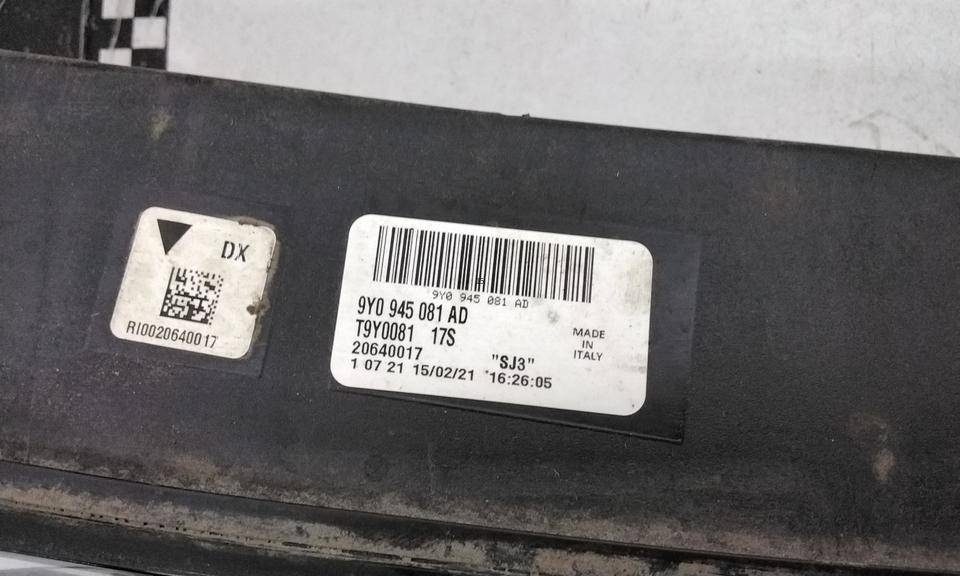 DX
RI0020640017
9Y0 945 081 AD
9Y0 945 081 AD
T9Y0081 17S
20640017 "SJ3"
1 07 21 15/02/21 16:26:05
MADE
IN
ITALY